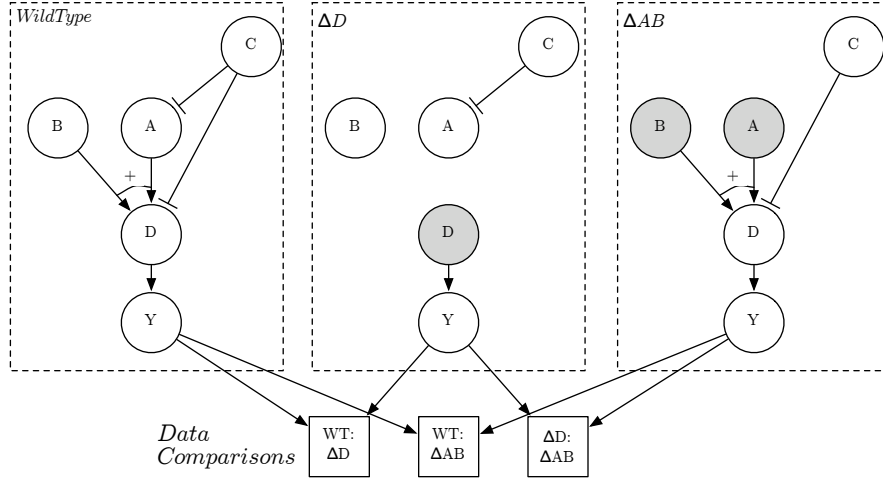 WildType
C
B
A
+
D
Y
ΔD
C
B
A
D
Y
ΔAB
C
B
A
+
D
Y
Data
Comparisons
WT:
ΔD
WT:
ΔAB
ΔD:
ΔAB